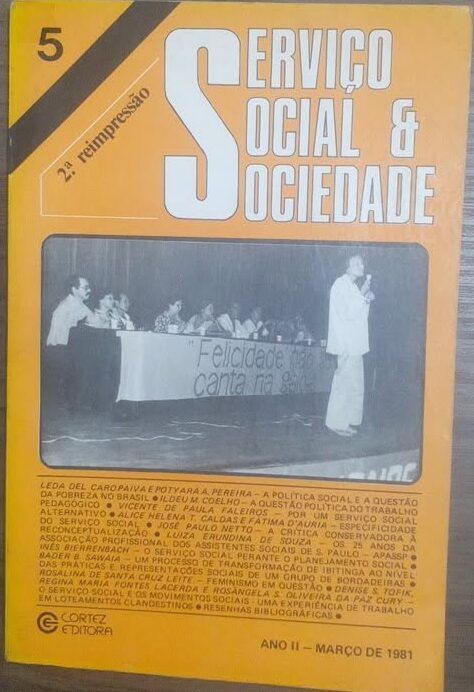 5
2.ª reimpressão
SERVIÇO
SOCIAL &
SOCIEDADE
"Felicidade não se
canta na
LEDA DEL CARO PAIVA E POTYARA A. PEREIRA – A POLÍTICA SOCIAL E A QUESTÃO
DA POBREZA NO BRASIL ● ILDEU M. COELHO – A QUESTÃO POLÍTICA DO TRABALHO
PEDAGÓGICO ● VICENTE DE PAULA FALEIROS – POR UM SERVIÇO SOCIAL
ALTERNATIVO ● ALICE HELENA T. CALDAS E FÁTIMA D'AURIA – ESPECIFICIDADE
DO SERVIÇO SOCIAL ● JOSÉ PAULO NETTO – A CRÍTICA CONSERVADORA À
RECONCEPTUALIZAÇÃO ● LUIZA ERUNDINA DE SOUZA – OS 25 ANOS DA
ASSOCIAÇÃO PROFISSIONAL DOS ASSISTENTES SOCIAIS DE S. PAULO – APASSP ●
INÊS BIERRENBACH – O SERVIÇO SOCIAL PERANTE O PLANEJAMENTO SOCIAL ●
BADER B. SAWAIA – UM PROCESSO DE TRANSFORMAÇÃO DE IBITINGA AO NÍVEL
DAS PRÁTICAS E REPRESENTAÇÕES SOCIAIS DE UM GRUPO DE BORDADEIRAS ●
ROSALINA DE SANTA CRUZ LEITE – FEMINISMO EM QUESTÃO ● DENISE S. TOFIK,
REGINA MARIA FONTES LACERDA E ROSÂNGELA S. OLIVEIRA DA PAZ CURY –
O SERVIÇO SOCIAL E OS MOVIMENTOS SOCIAIS - UMA EXPERIÊNCIA DE TRABALHO
EM LOTEAMENTOS CLANDESTINOS ● RESENHAS BIBLIOGRÁFICAS ●
CORTEZ
EDITORA
ANO II – MARÇO DE 1981